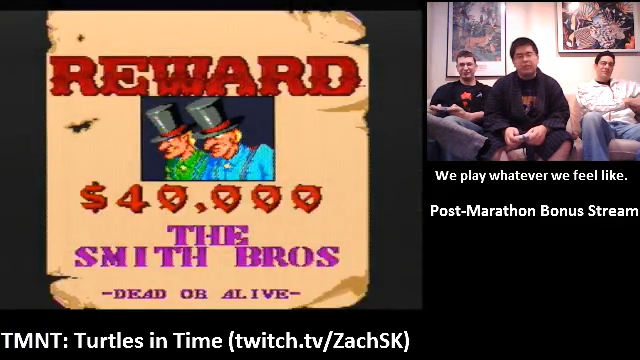 REWARD
$40,000
THE
SMITH BROS
-DEAD OR ALIVE-
We play whatever we feel like.
Post-Marathon Bonus Stream
TMNT: Turtles in Time (twitch.tv/ZachSK)